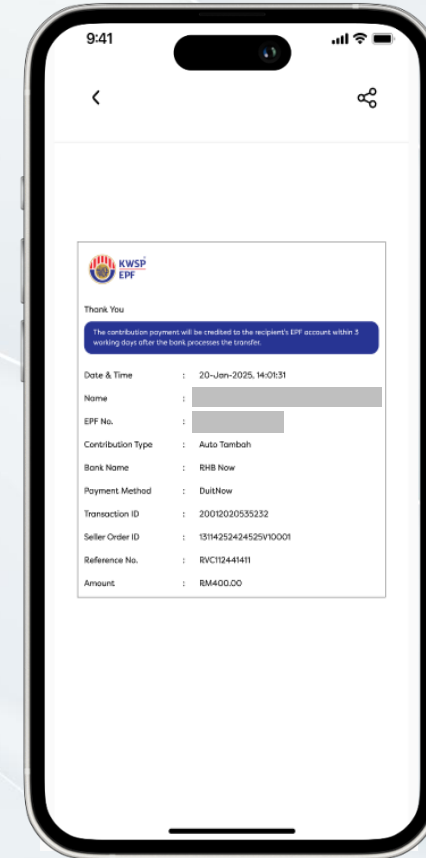 9:41
KWSP
EPF
Thank You
The contribution payment will be credited to the recipient's EPF account within 3
working days after the bank processes the transfer.
Date & Time : 20-Jan-2025, 14:01:31
Name :
EPF No. :
Contribution Type : Auto Tambah
Bank Name : RHB Now
Payment Method : DuitNow
Transaction ID : 20012020535232
Seller Order ID : 13114252424525V10001
Reference No. : RVC112441411
Amount : RM400.00